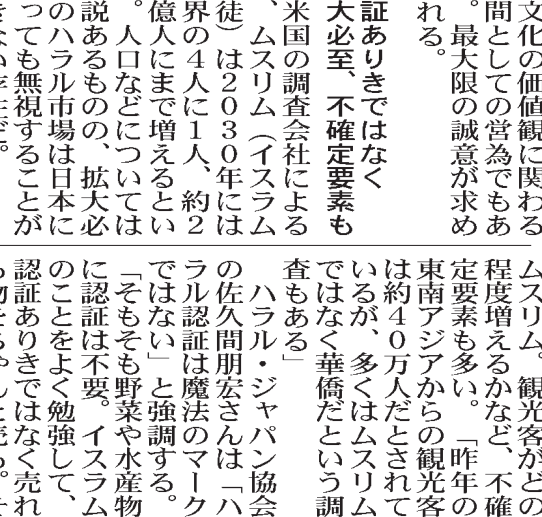 文化の価値観に関わる
間としての営為でもあ
。最大限の誠意が求め
れる。
証ありきではなく
大必至、不確定要素も
米国の調査会社による
、ムスリム（イスラム
徒）は２０３０年には
界の４人に１人、約２
億人にまで増えるとい
。人口などについては
説あるものの、拡大必
のハラル市場は日本に
っても無視することが
ムスリム。観光客がどの
程度増えるかなど、不確
定要素も多い。「昨年の
東南アジアからの観光客
は約４０万人だとされて
いるが、多くはムスリム
ではなく華僑だという調
査もある」
ハラル・ジャパン協会
の佐久間朋宏さんは「ハ
ラル認証は魔法のマーク
ではない」と強調する。
「そもそも野菜や水産物
に認証は不要。イスラム
のことをよく勉強して、
認証ありきではなく売れ